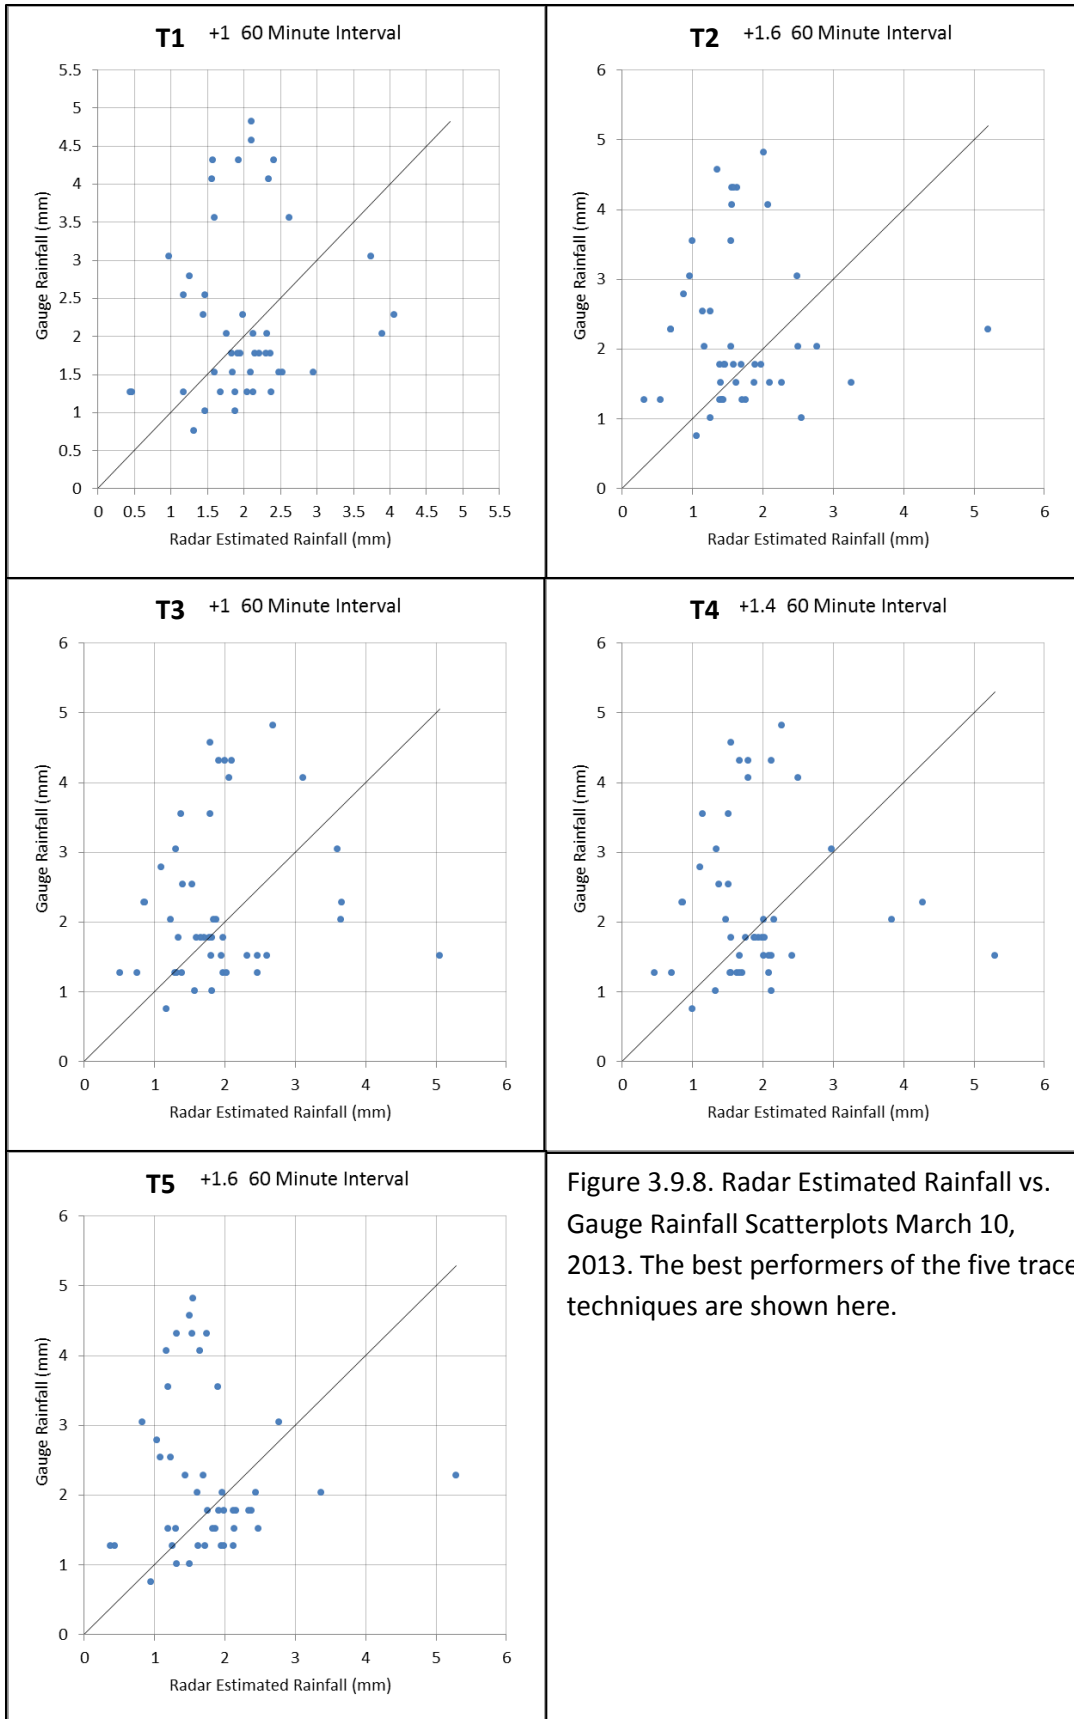 T1 +1 60 Minute Interval
5.5
5
4.5
4
3.5
3
2.5
2
1.5
1
0.5
0
Gauge Rainfall (mm)
0 0.5 1 1.5 2 2.5 3 3.5 4 4.5 5 5.5
Radar Estimated Rainfall (mm)
T2 +1.6 60 Minute Interval
6
5
4
3
2
1
0
Gauge Rainfall (mm)
0 1 2 3 4 5 6
Radar Estimated Rainfall (mm)
T3 +1 60 Minute Interval
6
5
4
3
2
1
0
Gauge Rainfall (mm)
0 1 2 3 4 5 6
Radar Estimated Rainfall (mm)
T4 +1.4 60 Minute Interval
6
5
4
3
2
1
0
Gauge Rainfall (mm)
0 1 2 3 4 5 6
Radar Estimated Rainfall (mm)
T5 +1.6 60 Minute Interval
6
5
4
3
2
1
0
Gauge Rainfall (mm)
0 1 2 3 4 5 6
Radar Estimated Rainfall (mm)
Figure 3.9.8. Radar Estimated Rainfall vs.
Gauge Rainfall Scatterplots March 10,
2013. The best performers of the five trace
techniques are shown here.